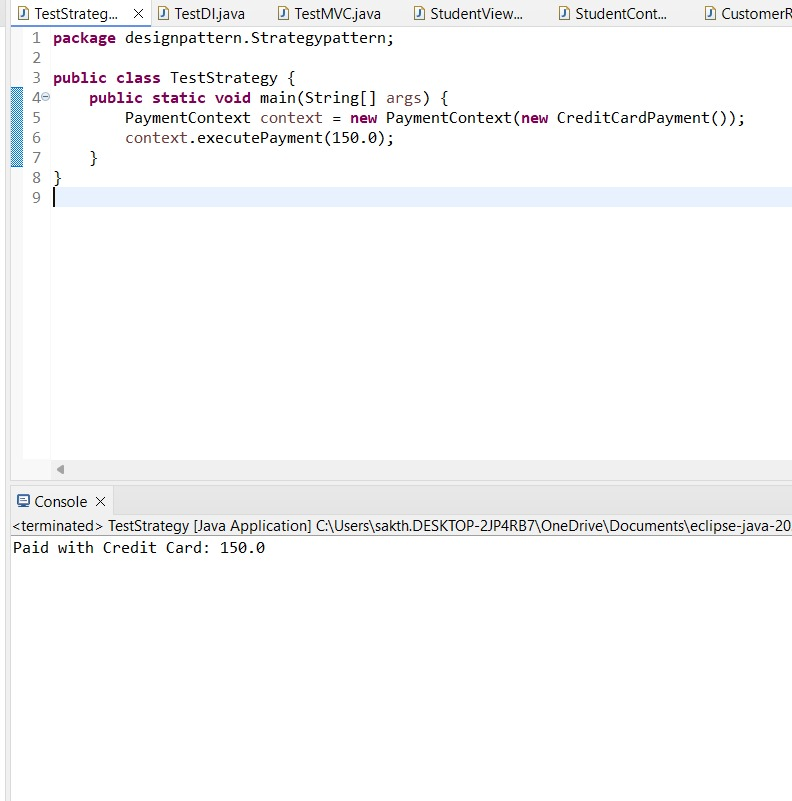 TestStrateg... TestDI.java TestMVC.java StudentView... StudentCont... CustomerR
1 package designpattern.Strategypattern;
2
3 public class TestStrategy {
4 public static void main(String[] args) {
5 PaymentContext context = new PaymentContext(new CreditCardPayment());
6 context.executePayment(150.0);
7 }
8 }
9
Console
<terminated> TestStrategy [Java Application] C:\Users\sakth.DESKTOP-2JP4RB7\OneDrive\Documents\eclipse-java-20
Paid with Credit Card: 150.0